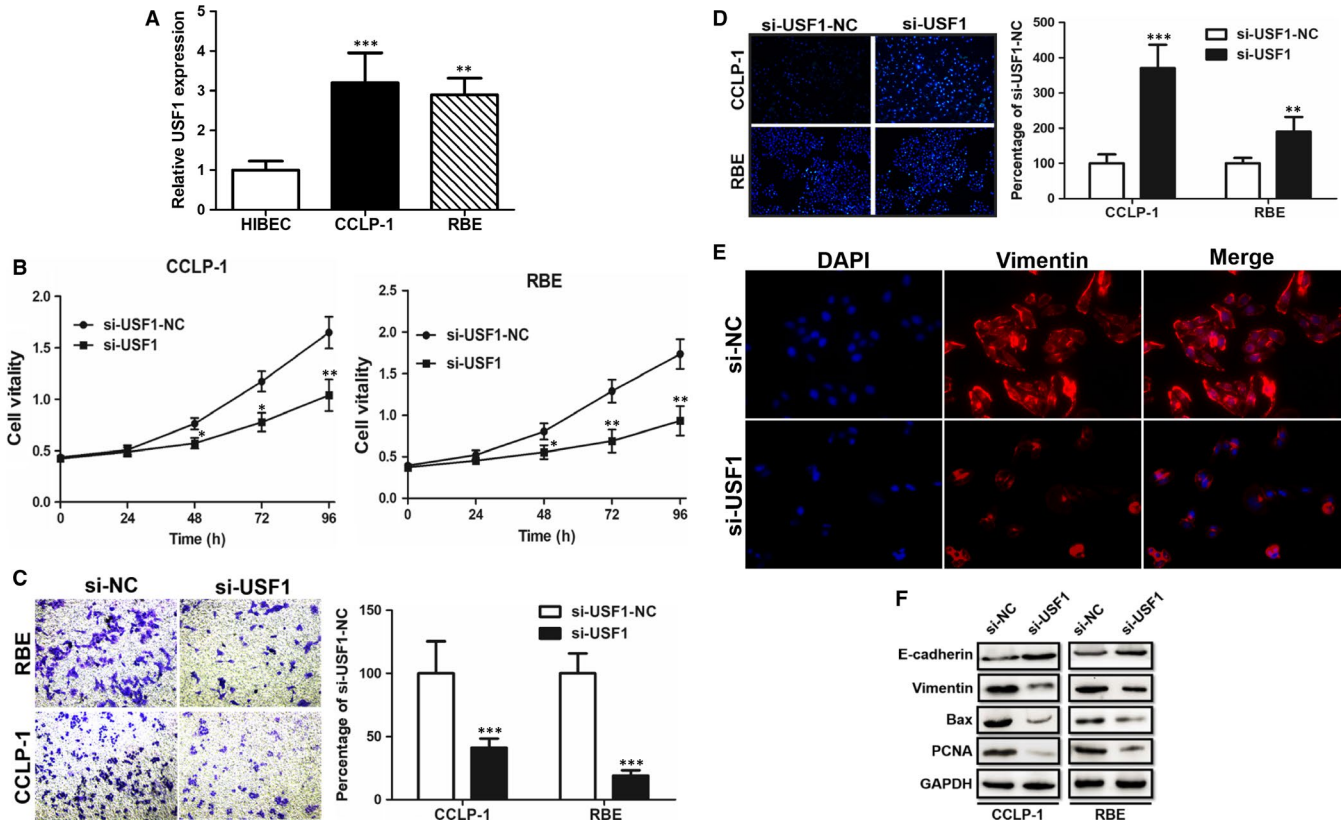 A
Relative USF1 expression
5
4
3
2
1
0
***
**
HIBEC
CCLP-1
RBE
B
CCLP-1
Cell vitality
2.0
1.5
1.0
0.5
0.0
si-USF1-NC
si-USF1
*
*
**
0
24
48
72
96
Time (h)
RBE
Cell vitality
2.5
2.0
1.5
1.0
0.5
0.0
si-USF1-NC
si-USF1
*
**
**
0
24
48
72
96
Time (h)
C
si-NC
si-USF1
RBE
CCLP-1
Percentage of si-USF1-NC
150
100
50
0
si-USF1-NC
si-USF1
***
***
CCLP-1
RBE
D
si-USF1-NC
si-USF1
CCLP-1
RBE
Percentage of si-USF1-NC
500
400
300
200
100
0
si-USF1-NC
si-USF1
***
**
CCLP-1
RBE
E
DAPI
Vimentin
Merge
si-NC
si-USF1
F
si-NC
si-USF1
si-NC
si-USF1
E-cadherin
Vimentin
Bax
PCNA
GAPDH
CCLP-1
RBE